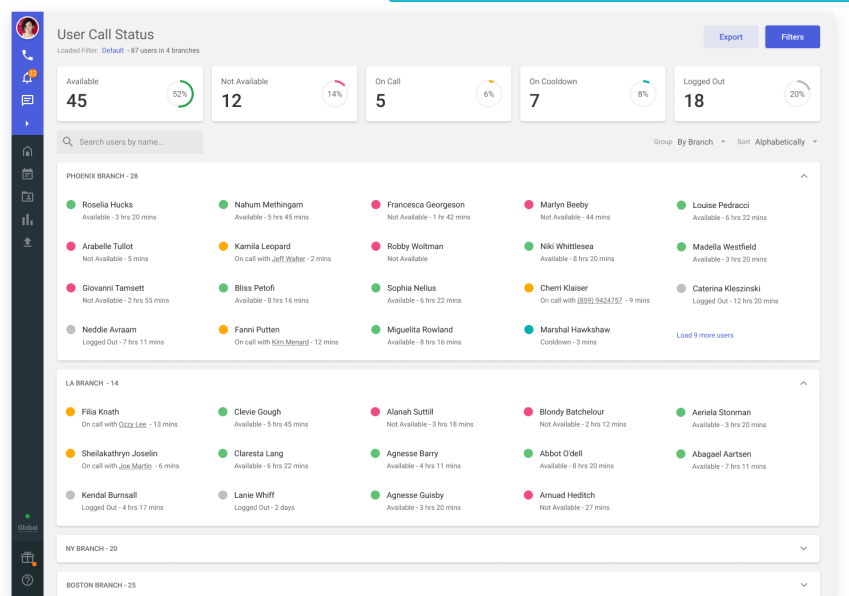 User Call Status
Loaded Filter: Default - 87 users in 4 branches
Export
Filters
52
Available
45
52%
Not Available
12
14%
On Call
5
6%
On Cooldown
7
8%
Logged Out
18
20%
Search users by name...
Group By Branch
Sort Alphabetically
PHOENIX BRANCH - 28
Roselia Hucks
Available - 3 hrs 20 mins
Nahum Methingam
Available - 5 hrs 45 mins
Francesca Georgeson
Not Available - 1 hr 42 mins
Marlyn Beeby
Not Available - 44 mins
Louise Pedracci
Available - 6 hrs 22 mins
Arabelle Tullot
Not Available - 5 mins
Kamila Leopard
On call with Jeff Walter - 2 mins
Robby Woltman
Not Available
Niki Whittlesea
Available - 8 hrs 20 mins
Madella Westfield
Available - 3 hrs 20 mins
Giovanni Tamsett
Not Available - 2 hrs 55 mins
Bliss Petofi
Available - 8 hrs 16 mins
Sophia Nelius
Available - 6 hrs 22 mins
Cherri Klaiser
On call with (859) 9424757 - 9 mins
Caterina Kleszinski
Logged Out - 12 hrs 20 mins
Neddie Avraam
Logged Out - 7 hrs 11 mins
Fanni Putten
On call with Kim Menard - 12 mins
Miguelita Rowland
Available - 8 hrs 16 mins
Marshal Hawkshaw
Cooldown - 3 mins
Load 9 more users
LA BRANCH - 14
Filia Knath
On call with Ozzy Lee - 13 mins
Clevie Gough
Available - 5 hrs 45 mins
Alanah Suttill
Not Available - 3 hrs 18 mins
Blondy Batchelour
Not Available - 2 hrs 12 mins
Aeriela Stonman
Available - 3 hrs 20 mins
Sheilakathryn Joselin
On call with Joe Martin - 6 mins
Claresta Lang
Available - 6 hrs 22 mins
Agnesse Barry
Available - 4 hrs 11 mins
Abbot O'dell
Available - 8 hrs 20 mins
Abagael Aartsen
Available - 7 hrs 11 mins
Kendal Burnsall
Logged Out - 4 hrs 17 mins
Lanie Whiff
Logged Out - 2 days
Agnesse Guisby
Available - 3 hrs 20 mins
Arnuad Heditch
Not Available - 27 mins
Global
NY BRANCH - 20
BOSTON BRANCH - 25